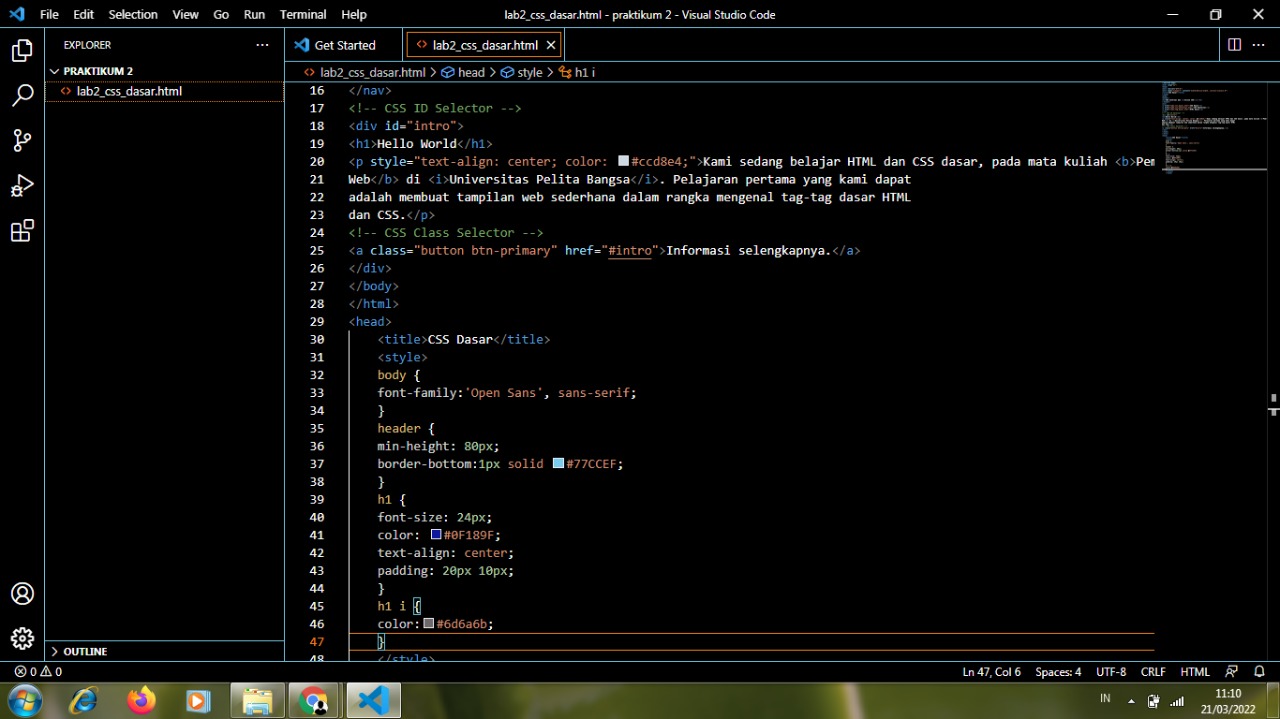 File Edit Selection View Go Run Terminal Help
lab2_css_dasar.html - praktikum 2 - Visual Studio Code
EXPLORER
PRAKTIKUM 2
lab2_css_dasar.html
OUTLINE
Get Started
lab2_css_dasar.html
lab2_css_dasar.html > head > style > h1 i
16 </nav>
17 <!-- CSS ID Selector -->
18 <div id="intro">
19 <h1>Hello World</h1>
20 <p style="text-align: center; color: #ccd8e4;">Kami sedang belajar HTML dan CSS dasar, pada mata kuliah <b>Pem
21 Web</b> di <i>Universitas Pelita Bangsa</i>. Pelajaran pertama yang kami dapat
22 adalah membuat tampilan web sederhana dalam rangka mengenal tag-tag dasar HTML
23 dan CSS.</p>
24 <!-- CSS Class Selector -->
25 <a class="button btn-primary" href="#intro">Informasi selengkapnya.</a>
26 </div>
27 </body>
28 </html>
29 <head>
30 <title>CSS Dasar</title>
31 <style>
32 body {
33 font-family:'Open Sans', sans-serif;
34 }
35 header {
36 min-height: 80px;
37 border-bottom:1px solid #77CCEF;
38 }
39 h1 {
40 font-size: 24px;
41 color: #0F189F;
42 text-align: center;
43 padding: 20px 10px;
44 }
45 h1 i {
46 color:#6d6a6b;
47 }
48 </style>
0 0
Ln 47, Col 6 Spaces: 4 UTF-8 CRLF HTML
IN
11:10
21/03/2022